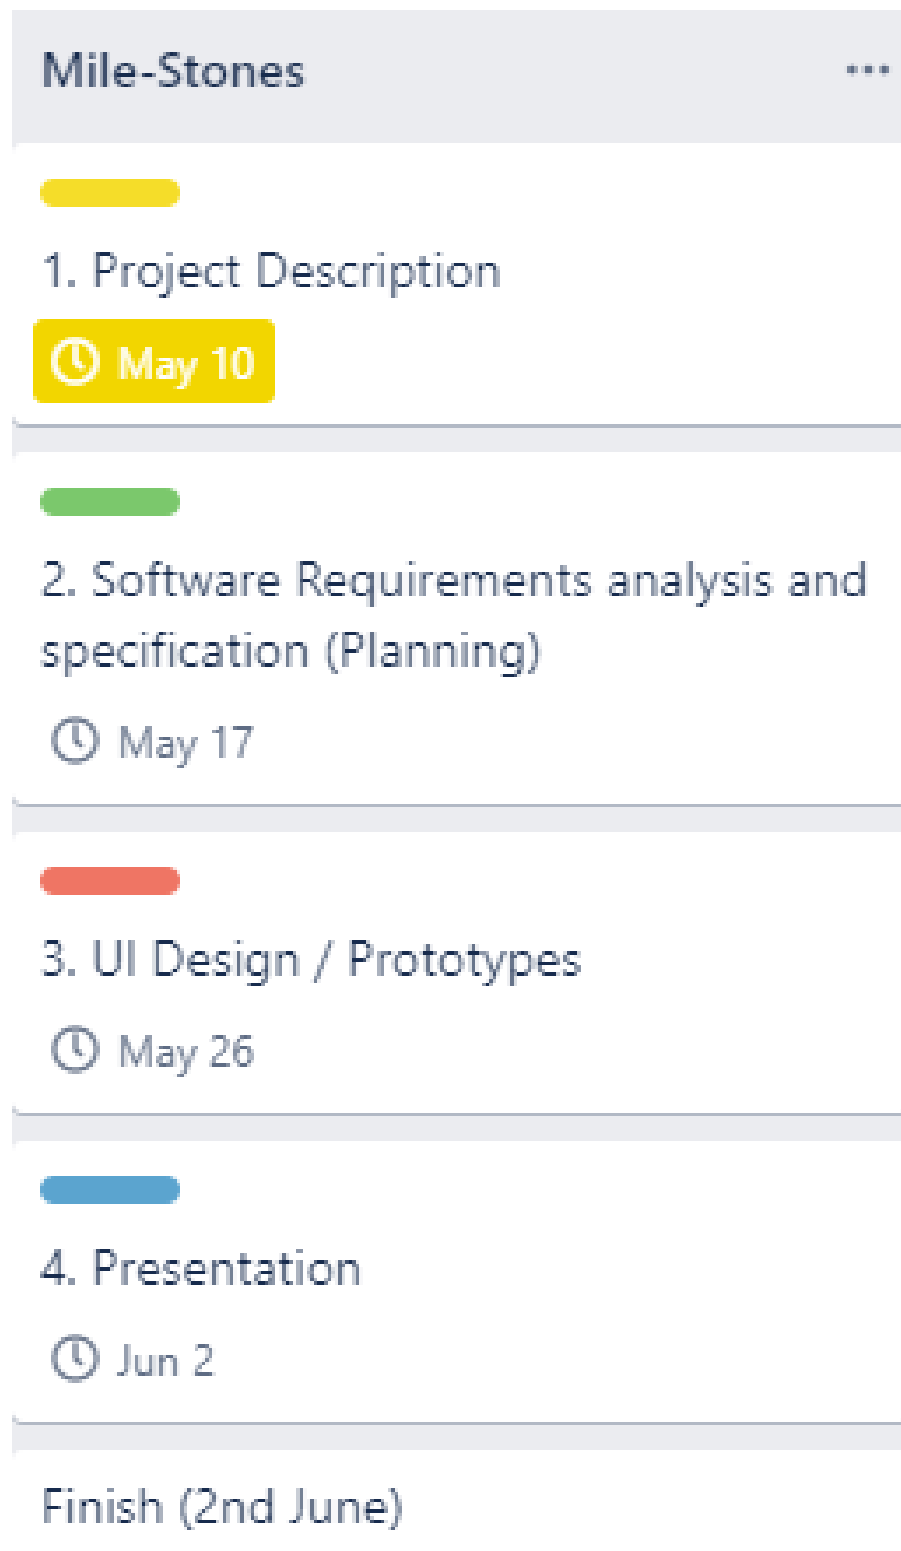 Mile-Stones
1. Project Description
May 10
2. Software Requirements analysis and
specification (Planning)
May 17
3. UI Design / Prototypes
May 26
4. Presentation
Jun 2
Finish (2nd June)